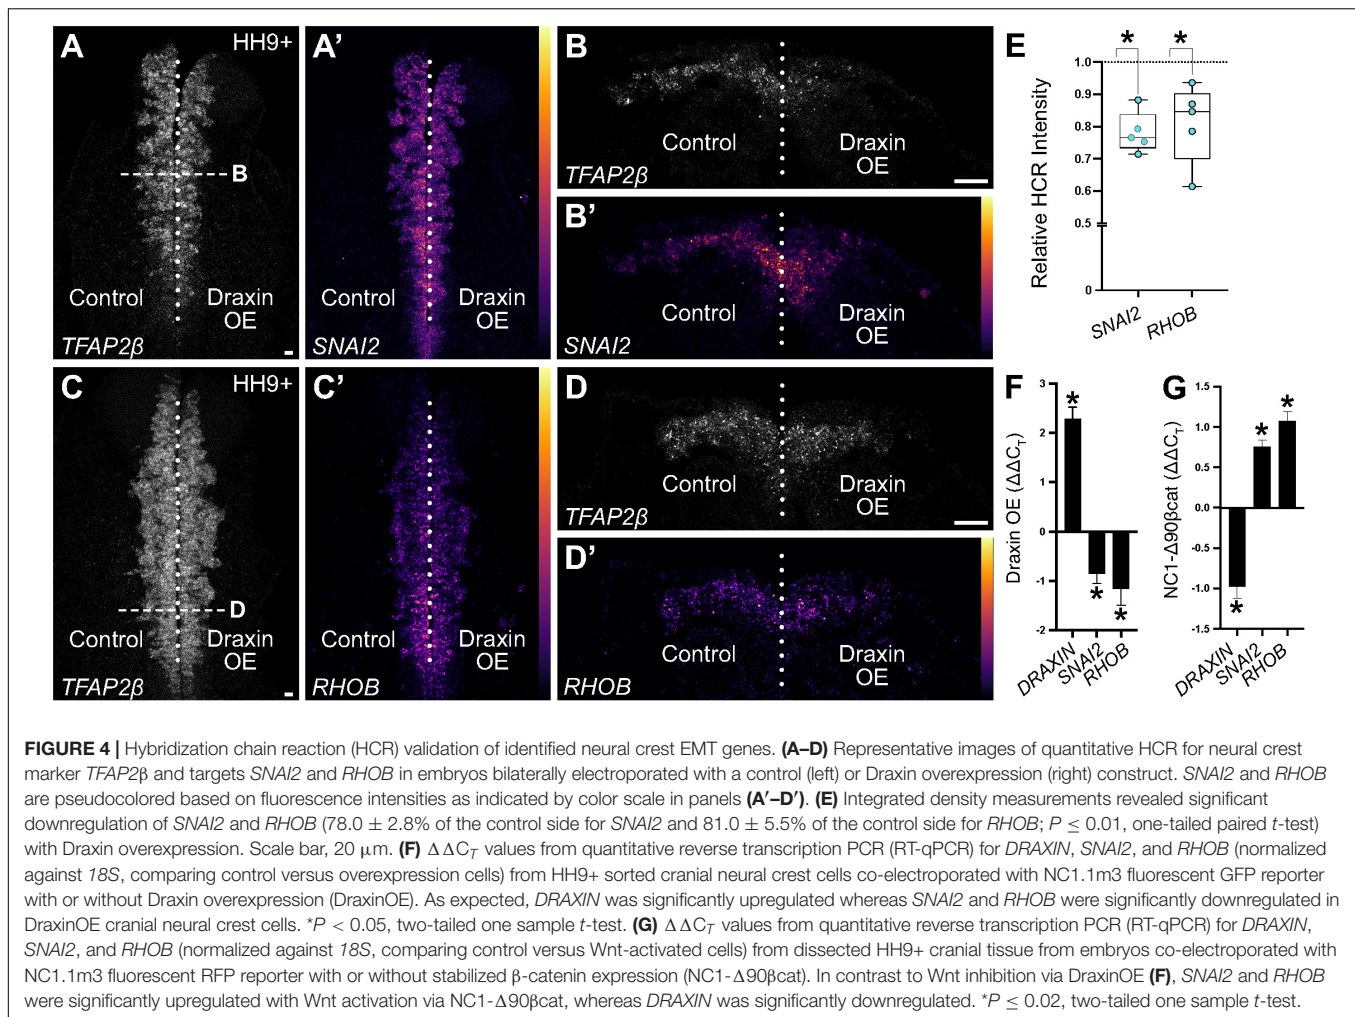 A
HH9+
B
Control
Draxin
OE
TFAP2β
A'
SNAI2
B
Control
Draxin
OE
TFAP2β
B'
Control
Draxin
OE
SNAI2
E
*
*
Relative HCR Intensity
1.0
0.9
0.8
0.7
0.6
0.5
0
SNAI2
RHOB
C
HH9+
D
Control
Draxin
OE
TFAP2β
C'
Control
Draxin
OE
RHOB
D
Control
Draxin
OE
TFAP2β
D'
Control
Draxin
OE
RHOB
F
Draxin OE (ΔΔC_T)
3
2
1
0
-1
-2
*
*
*
DRAXIN
SNAI2
RHOB
G
NC1-Δ90βcat (ΔΔC_T)
1.5
1.0
0.5
0.0
-0.5
-1.0
-1.5
*
*
*
DRAXIN
SNAI2
RHOB
FIGURE 4 | Hybridization chain reaction (HCR) validation of identified neural crest EMT genes. (A–D) Representative images of quantitative HCR for neural crest
marker TFAP2β and targets SNAI2 and RHOB in embryos bilaterally electroporated with a control (left) or Draxin overexpression (right) construct. SNAI2 and RHOB
are pseudocolored based on fluorescence intensities as indicated by color scale in panels (A′–D′). (E) Integrated density measurements revealed significant
downregulation of SNAI2 and RHOB (78.0 ± 2.8% of the control side for SNAI2 and 81.0 ± 5.5% of the control side for RHOB; P ≤ 0.01, one-tailed paired t-test)
with Draxin overexpression. Scale bar, 20 μm. (F) ΔΔC_T values from quantitative reverse transcription PCR (RT-qPCR) for DRAXIN, SNAI2, and RHOB (normalized
against 18S, comparing control versus overexpression cells) from HH9+ sorted cranial neural crest cells co-electroporated with NC1.1m3 fluorescent GFP reporter
with or without Draxin overexpression (DraxinOE). As expected, DRAXIN was significantly upregulated whereas SNAI2 and RHOB were significantly downregulated in
DraxinOE cranial neural crest cells. *P < 0.05, two-tailed one sample t-test. (G) ΔΔC_T values from quantitative reverse transcription PCR (RT-qPCR) for DRAXIN,
SNAI2, and RHOB (normalized against 18S, comparing control versus Wnt-activated cells) from dissected HH9+ cranial tissue from embryos co-electroporated with
NC1.1m3 fluorescent RFP reporter with or without stabilized β-catenin expression (NC1-Δ90βcat). In contrast to Wnt inhibition via DraxinOE (F), SNAI2 and RHOB
were significantly upregulated with Wnt activation via NC1-Δ90βcat, whereas DRAXIN was significantly downregulated. *P ≤ 0.02, two-tailed one sample t-test.